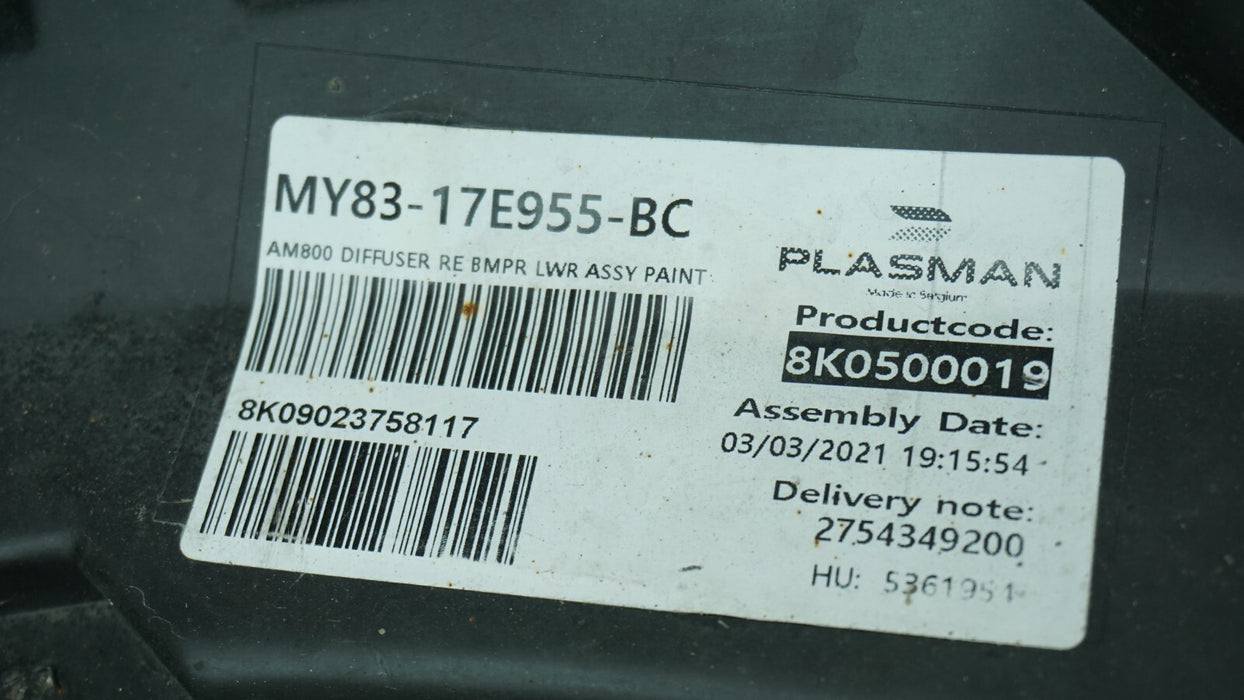 MY83-17E955-BC
AM800 DIFFUSER RE BMPR LWR ASSY PAINT
8K09023758117
PLASMAN
Made in Belgium
Productcode:
8K0500019
Assembly Date:
03/03/2021 19:15:54
Delivery note:
2754349200
HU: